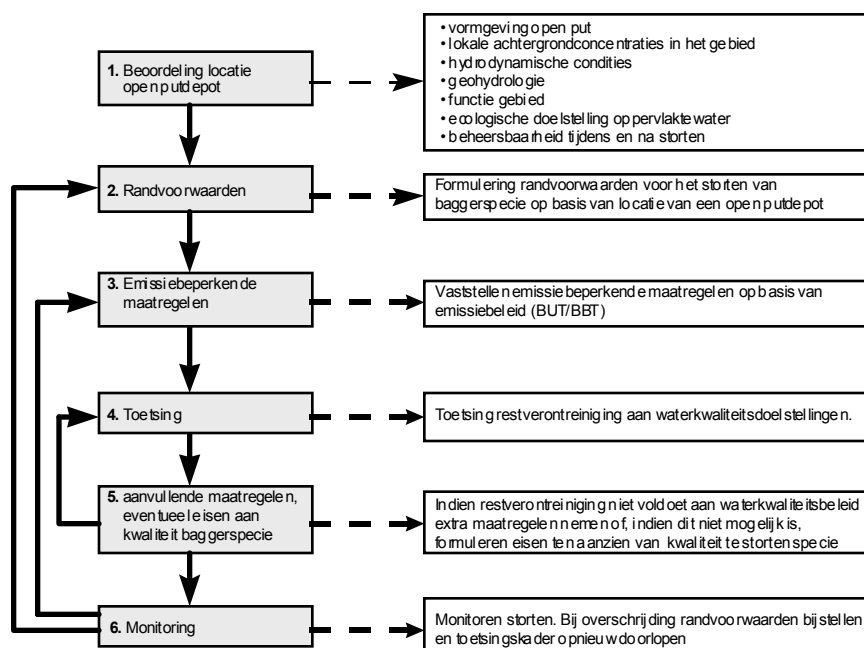 1. Beoordeling locatie
openputdepot
• vormgeving open put
• lokale achtergrondconcentraties in het gebied
• hydrodynamische condities
• geohydrologie
• functie gebied
• ecologische doelstelling oppervlaktewater
• beheersbaarheid tijdens en na storten
2. Randvoorwaarden
Formulering randvoorwaarden voor het storten van
baggerspecie op basis van locatie van een openputdepot
3. Emissiebeperkende
maatregelen
Vaststellen emissiebeperkende maatregelen op basis van
emissiebeleid (BUT/BBT)
4. Toetsing
Toetsing restverontreiniging aan waterkwaliteitsdoelstellingen.
5. aanvullende maatregelen,
eventueel eisen aan
kwaliteit baggerspecie
Indien restverontreiniging niet voldoet aan waterkwaliteitsbeleid
extra maatregelen nemen of, indien dit niet mogelijk is,
formuleren eisen ten aanzien van kwaliteit te storten specie
6. Monitoring
Monitoren storten. Bij overschrijding randvoorwaarden bijstellen
en toetsingskader opnieuw doorlopen